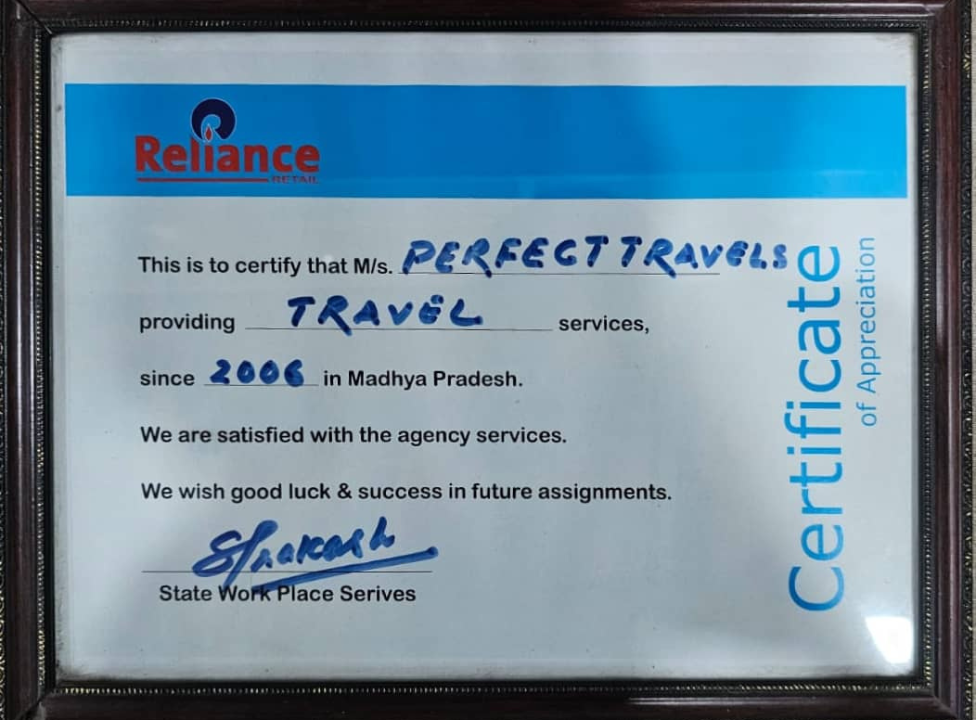 Reliance
RETAIL
This is to certify that M/s. PERFECT TRAVELS
providing TRAVEL services,
since 2006 in Madhya Pradesh.
We are satisfied with the agency services.
We wish good luck & success in future assignments.
SPrakash
State Work Place Serives
Certificate
of Appreciation